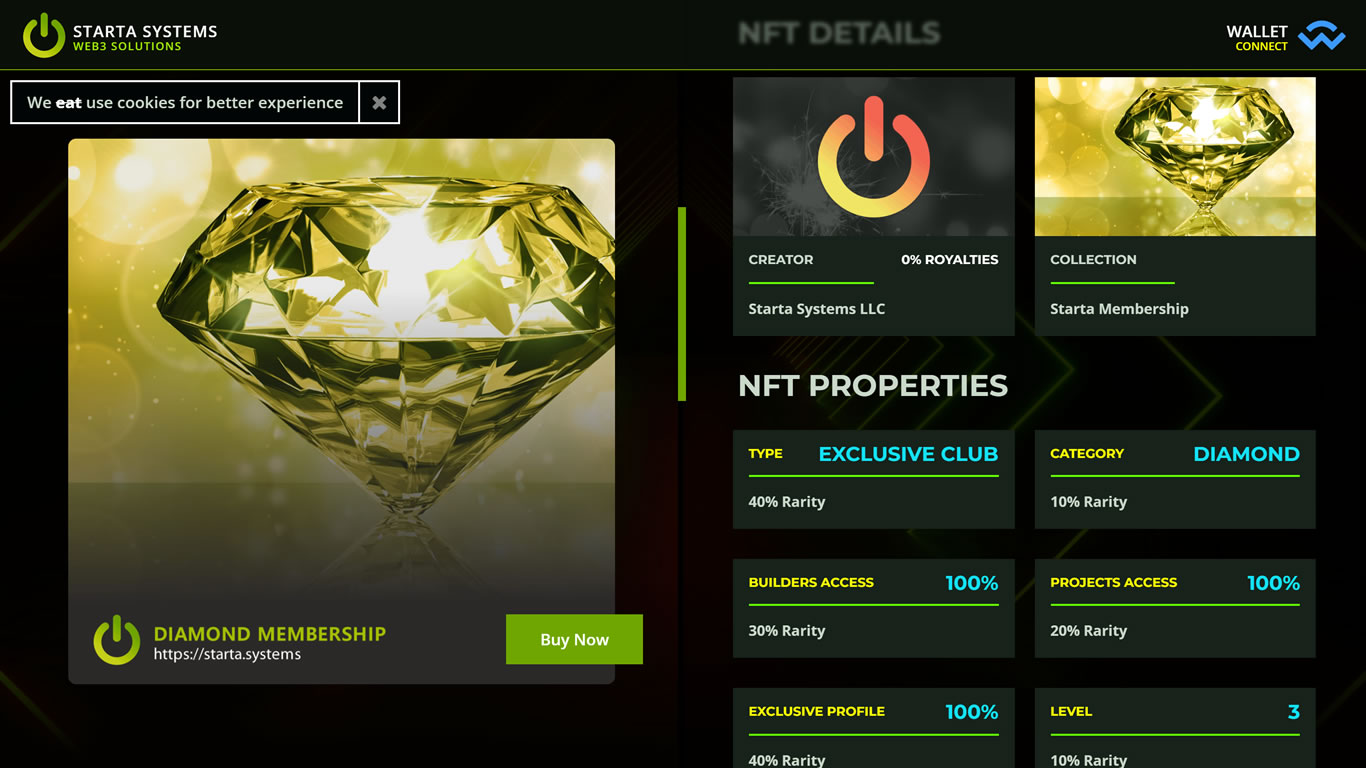 STARTA SYSTEMS
WEB3 SOLUTIONS
NFT DETAILS
WALLET
CONNECT
We eat use cookies for better experience
DIAMOND MEMBERSHIP
https://starta.systems
Buy Now
CREATOR 0% ROYALTIES
Starta Systems LLC
COLLECTION
Starta Membership
NFT PROPERTIES
TYPE EXCLUSIVE CLUB
40% Rarity
CATEGORY DIAMOND
10% Rarity
BUILDERS ACCESS 100%
30% Rarity
PROJECTS ACCESS 100%
20% Rarity
EXCLUSIVE PROFILE 100%
40% Rarity
LEVEL 3
10% Rarity